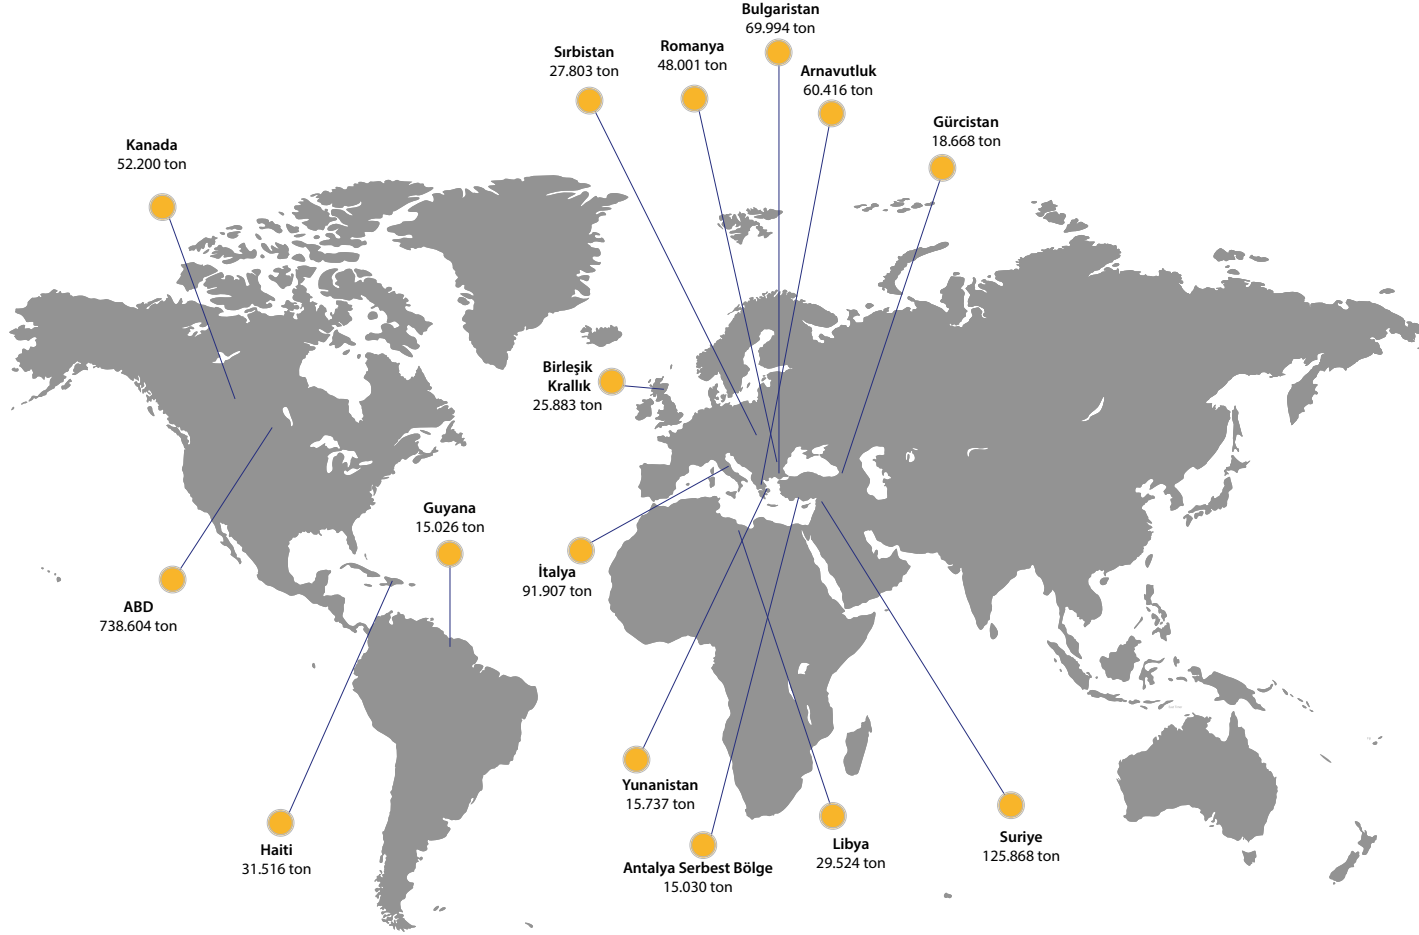 Bulgaristan
69.994 ton
Sırbistan
27.803 ton
Romanya
48.001 ton
Arnavutluk
60.416 ton
Gürcistan
18.668 ton
Kanada
52.200 ton
Birleşik
Krallık
25.883 ton
Guyana
15.026 ton
İtalya
91.907 ton
ABD
738.604 ton
Yunanistan
15.737 ton
Haiti
31.516 ton
Antalya Serbest Bölge
15.030 ton
Libya
29.524 ton
Suriye
125.868 ton